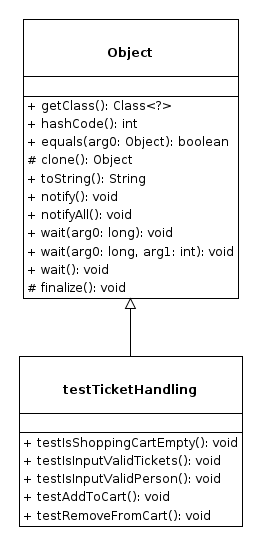 Object
+ getClass(): Class<?>
+ hashCode(): int
+ equals(arg0: Object): boolean
# clone(): Object
+ toString(): String
+ notify(): void
+ notifyAll(): void
+ wait(arg0: long): void
+ wait(arg0: long, arg1: int): void
+ wait(): void
# finalize(): void
testTicketHandling
+ testIsShoppingCartEmpty(): void
+ testIsInputValidTickets(): void
+ testIsInputValidPerson(): void
+ testAddToCart(): void
+ testRemoveFromCart(): void